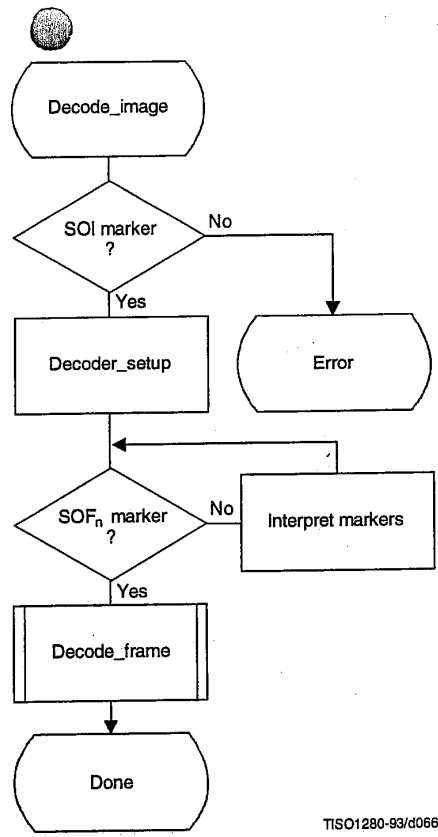 Decode_image
SOI marker
?
No
Yes
Decoder_setup
Error
SOFn marker
?
No
Interpret markers
Yes
Decode_frame
Done
TISO1280-93/d066